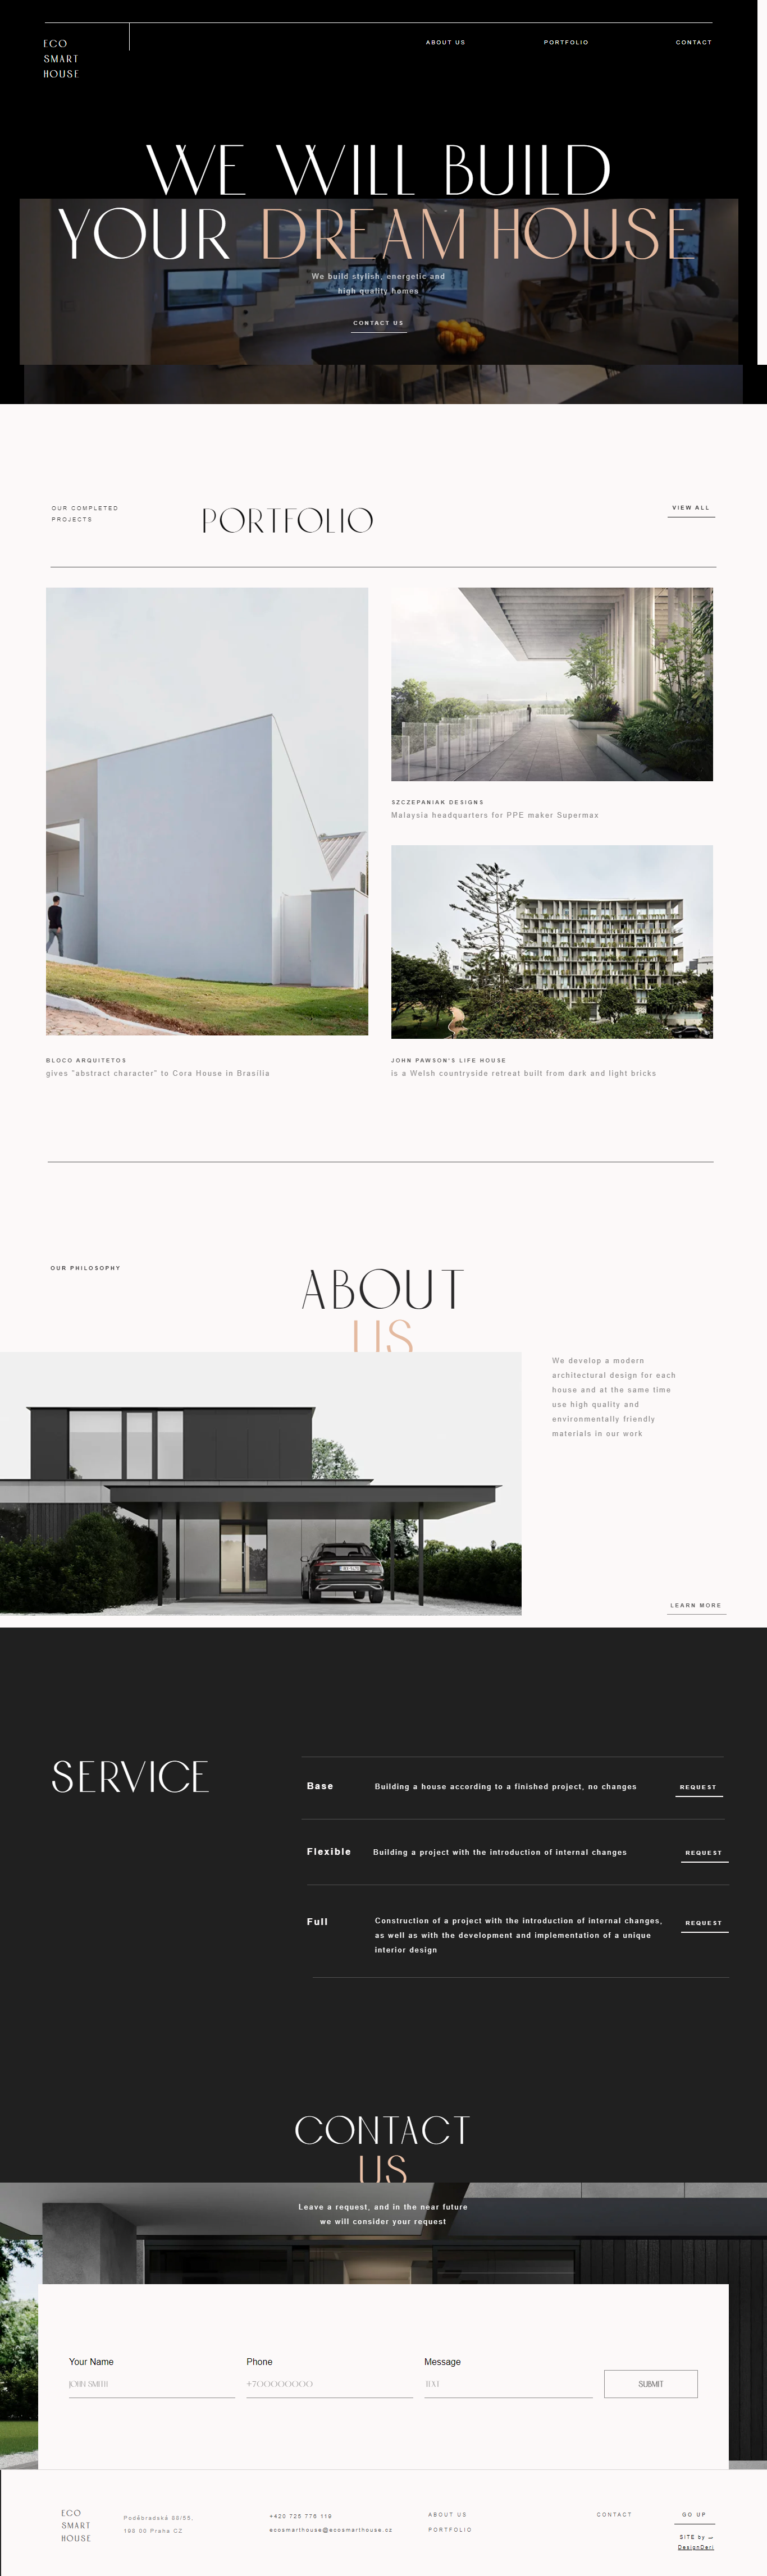 ECO
SMART
HOUSE
ABOUT US
PORTFOLIO
CONTACT
WE WILL BUILD
YOUR DREAM HOUSE
We build stylish, energetic and
high quality homes
CONTACT US
OUR COMPLETED
PROJECTS
PORTFOLIO
VIEW ALL
SZCZEPANIAK DESIGNS
Malaysia headquarters for PPE maker Supermax
BLOCO ARQUITETOS
gives "abstract character" to Cora House in Brasília
JOHN PAWSON'S LIFE HOUSE
is a Welsh countryside retreat built from dark and light bricks
OUR PHILOSOPHY
ABOUT
US
We develop a modern
architectural design for each
house and at the same time
use high quality and
environmentally friendly
materials in our work
LEARN MORE
SERVICE
Base
Building a house according to a finished project, no changes
REQUEST
Flexible
Building a project with the introduction of internal changes
REQUEST
Full
Construction of a project with the introduction of internal changes,
as well as with the development and implementation of a unique
interior design
REQUEST
CONTACT
US
Leave a request, and in the near future
we will consider your request
Your Name
JOHN SMITH
Phone
+700000000
Message
TEXT
SUBMIT
ECO
SMART
HOUSE
Poděbradská 88/55,
198 00 Praha CZ
+420 725 776 119
ecosmarthouse@ecosmarthouse.cz
ABOUT US
PORTFOLIO
CONTACT
GO UP
SITE by
DesignDari